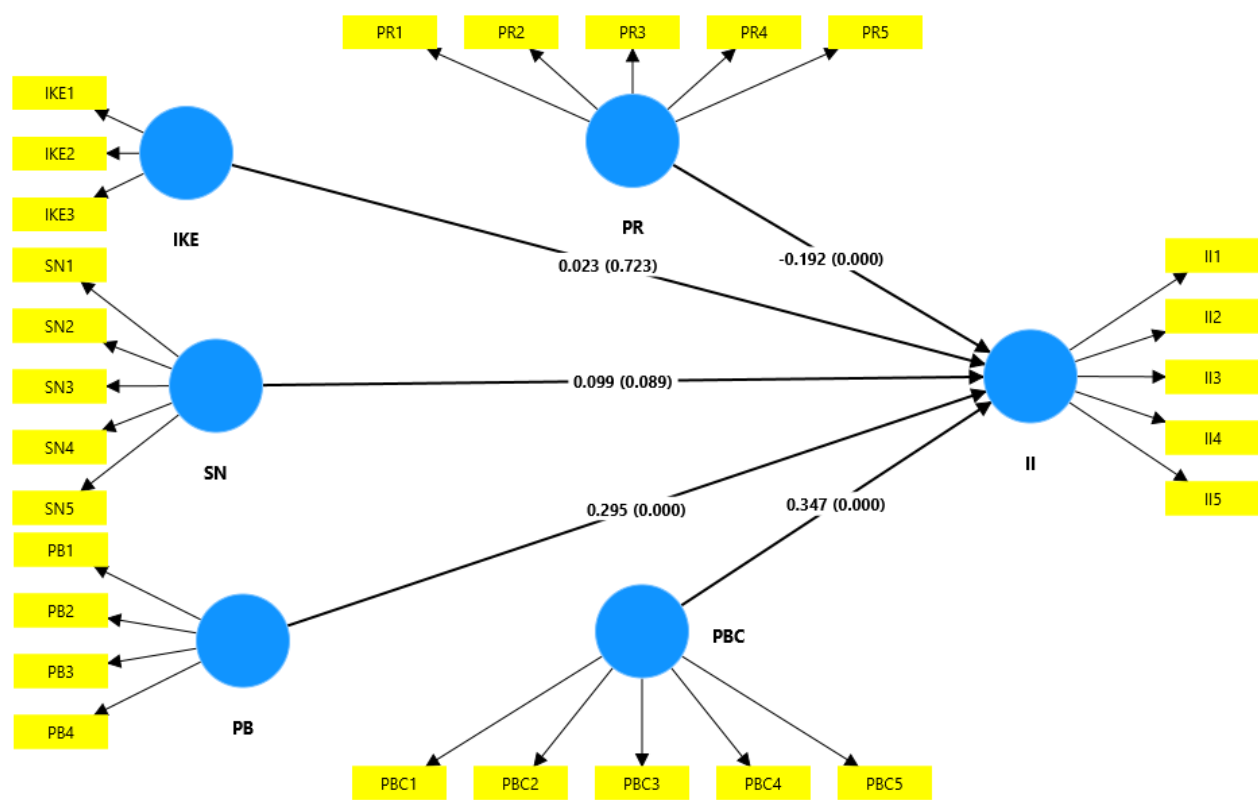 PR1
PR2
PR3
PR4
PR5
IKE1
IKE2
IKE3
IKE
PR
SN1
SN2
SN3
SN4
SN5
SN
0.023 (0.723)
-0.192 (0.000)
0.099 (0.089)
0.295 (0.000)
0.347 (0.000)
II1
II2
II3
II4
II5
II
PB1
PB2
PB3
PB4
PB
PBC
PBC1
PBC2
PBC3
PBC4
PBC5